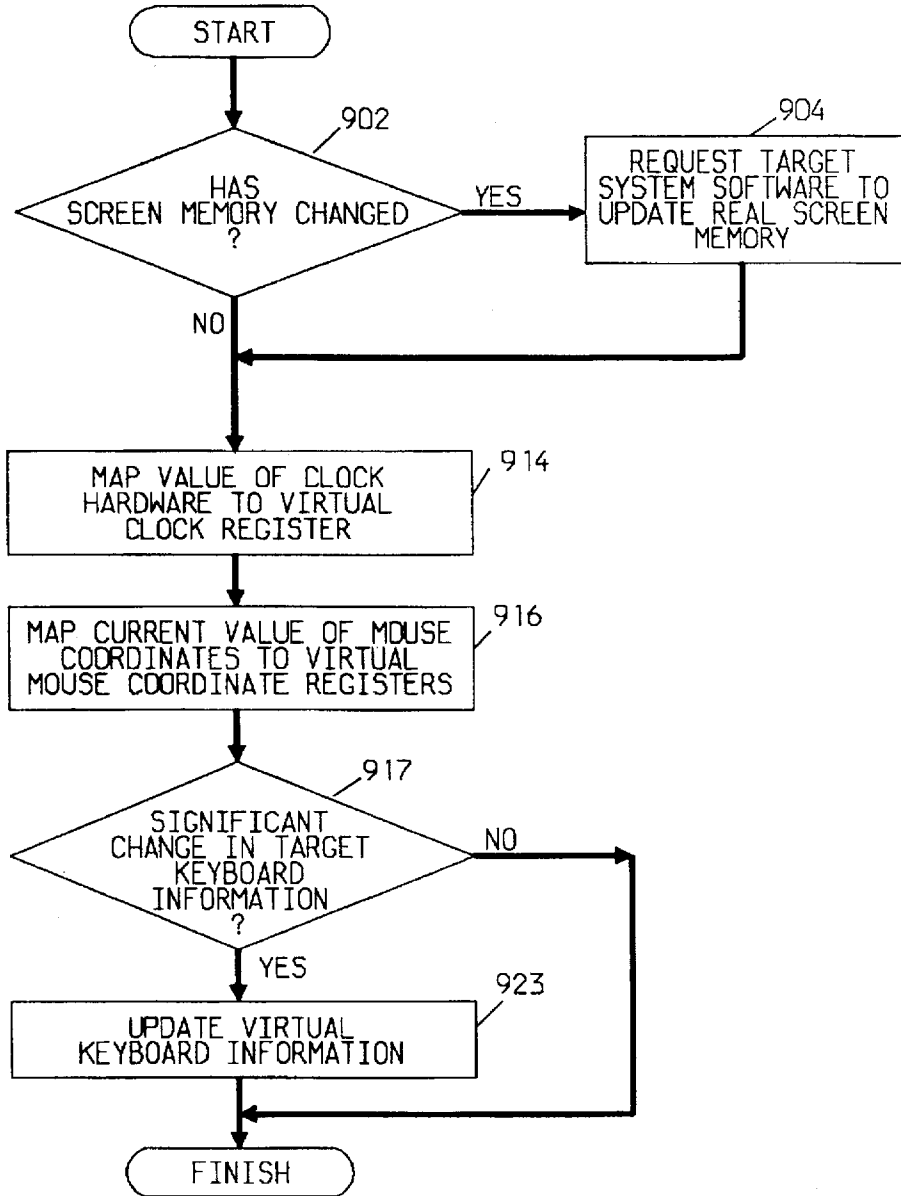 START
902
HAS
SCREEN MEMORY CHANGED
?
YES
904
REQUEST TARGET
SYSTEM SOFTWARE TO
UPDATE REAL SCREEN
MEMORY
NO
914
MAP VALUE OF CLOCK
HARDWARE TO VIRTUAL
CLOCK REGISTER
916
MAP CURRENT VALUE OF MOUSE
COORDINATES TO VIRTUAL
MOUSE COORDINATE REGISTERS
917
SIGNIFICANT
CHANGE IN TARGET
KEYBOARD
INFORMATION
?
NO
YES
923
UPDATE VIRTUAL
KEYBOARD INFORMATION
FINISH